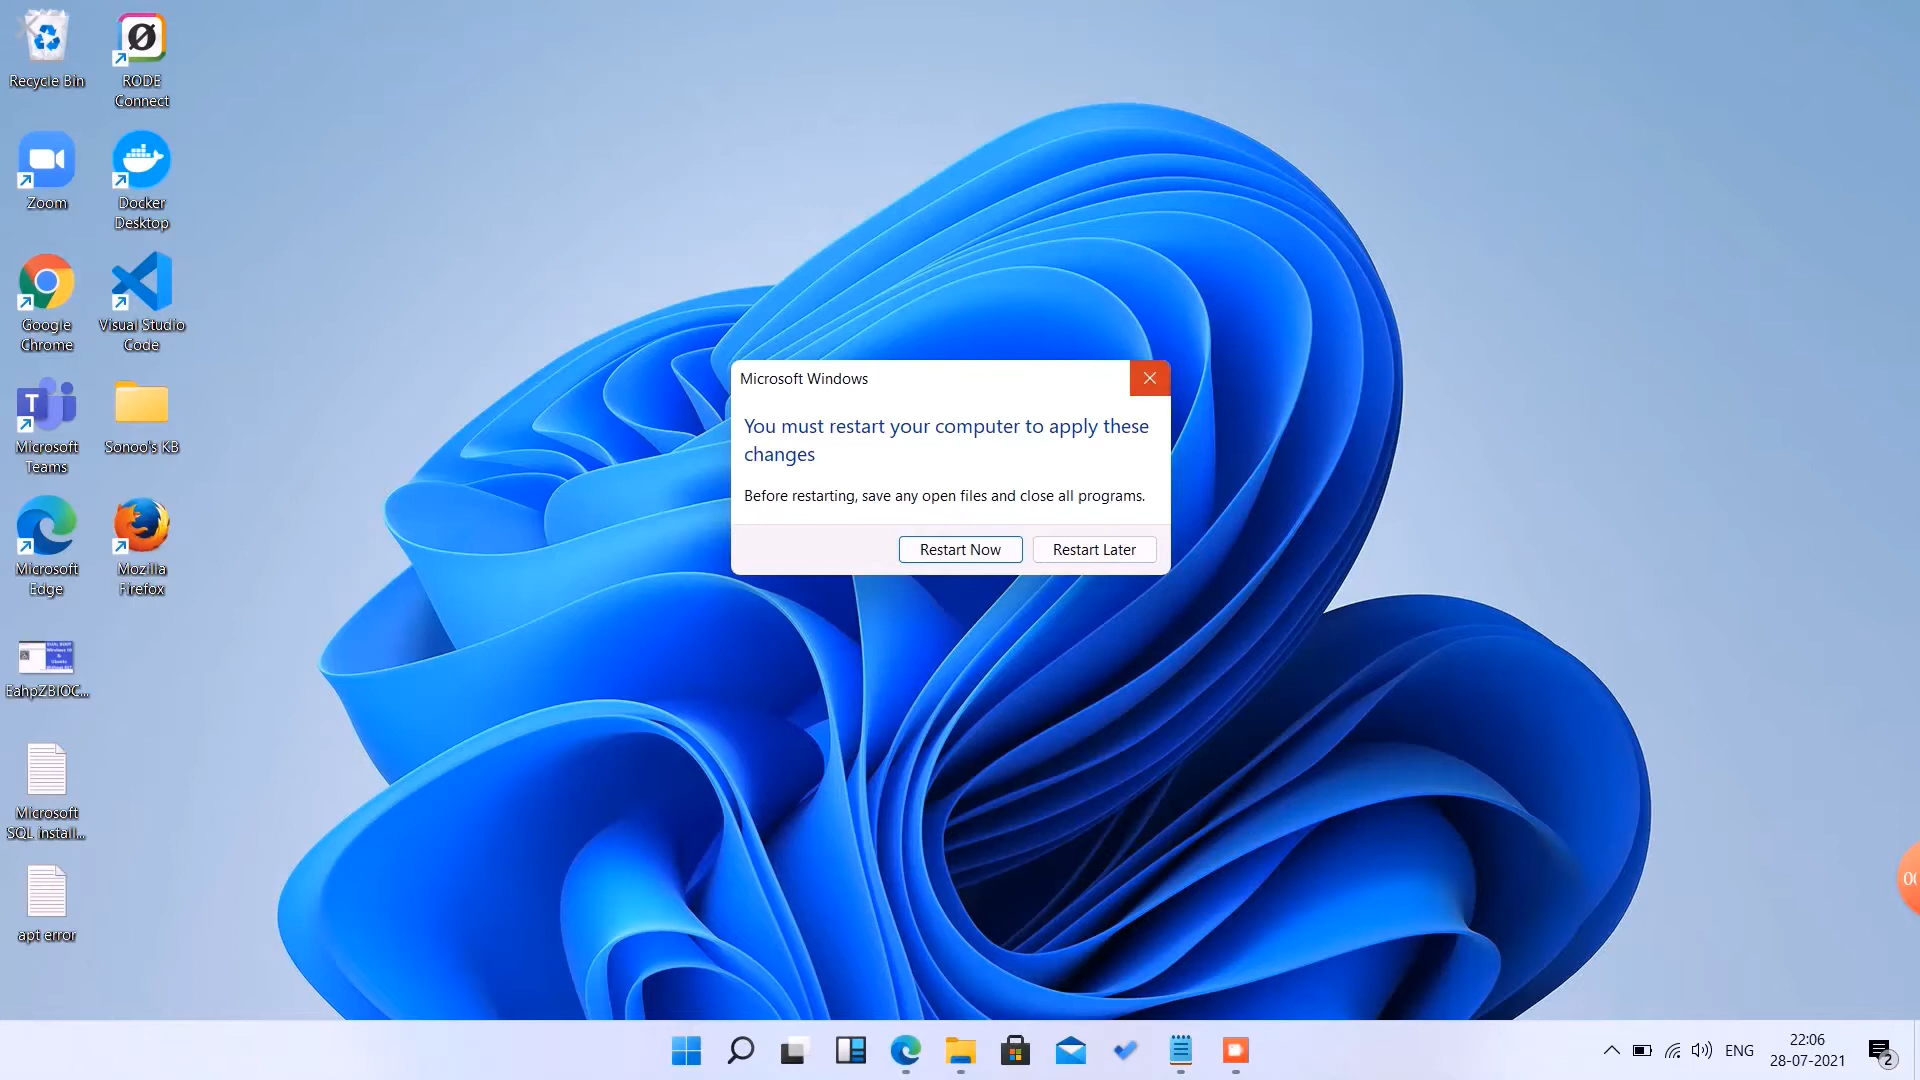 Recycle Bin
RODE
Connect
Zoom
Docker
Desktop
Google
Chrome
Visual Studio
Code
Microsoft
Teams
Sonoo's KB
Microsoft
Edge
Mozilla
Firefox
EahpZBIOC...
Microsoft
SQL install...
apt error
Microsoft Windows
You must restart your computer to apply these
changes
Before restarting, save any open files and close all programs.
Restart Now
Restart Later
ENG
22:06
28-07-2021
2